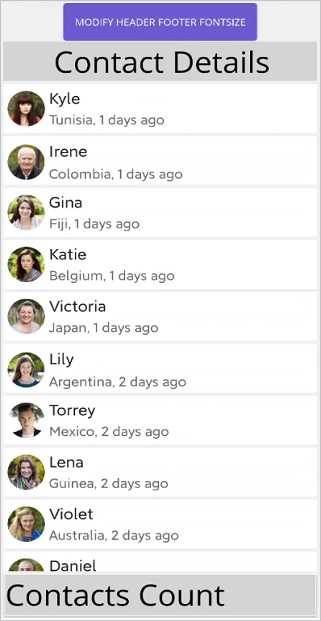 MODIFY HEADER FOOTER FONTSIZE
Contact Details
Kyle
Tunisia, 1 days ago
Irene
Colombia, 1 days ago
Gina
Fiji, 1 days ago
Katie
Belgium, 1 days ago
Victoria
Japan, 1 days ago
Lily
Argentina, 2 days ago
Torrey
Mexico, 2 days ago
Lena
Guinea, 2 days ago
Violet
Australia, 2 days ago
Daniel
Contacts Count